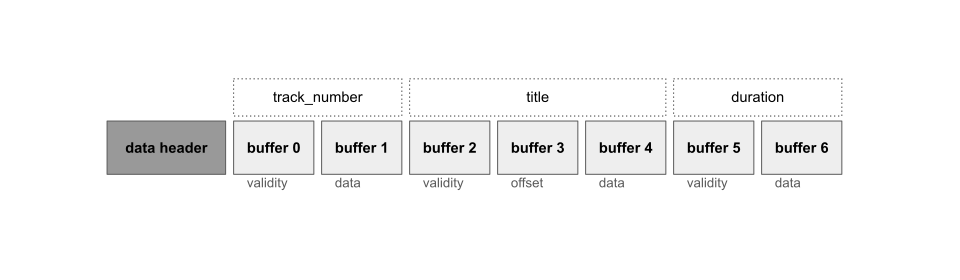 track_number title duration
data header buffer 0 buffer 1 buffer 2 buffer 3 buffer 4 buffer 5 buffer 6
validity data validity offset data validity data